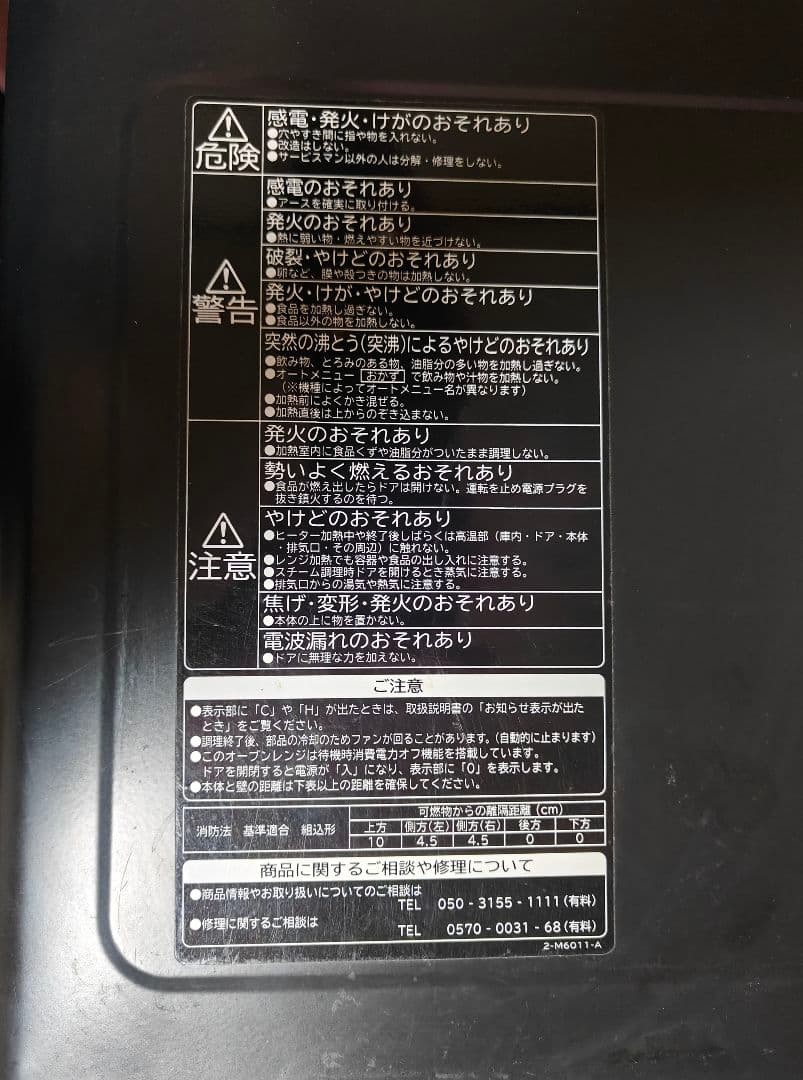 危険
感電・発火・けがのおそれあり
●穴やすき間に指や物を入れない。
●改造はしない。
●サービスマン以外の人は分解・修理をしない。
警告
感電のおそれあり
●アースを確実に取り付ける。
発火のおそれあり
●熱に弱い物・燃えやすい物を近づけない。
破裂・やけどのおそれあり
●卵など、膜や殻つきの物は加熱しない。
発火・けが・やけどのおそれあり
●食品を加熱し過ぎない。
●食品以外の物を加熱しない。
突然の沸とう(突沸)によるやけどのおそれあり
●飲み物、とろみのある物、油脂分の多い物を加熱し過ぎない。
●オートメニュー おかず で飲み物や汁物を加熱しない。
(※機種によってオートメニュー名が異なります)
●加熱前によくかき混ぜる。
●加熱直後は上からのぞき込まない。
注意
発火のおそれあり
●加熱室内に食品くずや油脂分がついたまま調理しない。
勢いよく燃えるおそれあり
●食品が燃え出したらドアは開けない。運転を止め電源プラグを
抜き鎮火するのを待つ。
やけどのおそれあり
●ヒーター加熱中や終了後しばらくは高温部(庫内・ドア・本体
・排気口・その周辺)に触れない。
●レンジ加熱でも容器や食品の出し入れに注意する。
●スチーム調理時ドアを開けるとき蒸気に注意する。
●排気口からの湯気や熱気に注意する。
焦げ・変形・発火のおそれあり
●本体の上に物を置かない。
電波漏れのおそれあり
●ドアに無理な力を加えない。
ご注意
●表示部に「C」や「H」が出たときは、取扱説明書の「お知らせ表示が出た
とき」をご覧ください。
●調理終了後、部品の冷却のためファンが回ることがあります。(自動的に止まります)
●このオーブンレンジは待機時消費電力オフ機能を搭載しています。
ドアを開閉すると電源が「入」になり、表示部に「0」を表示します。
●本体と壁の距離は下表以上の距離を確保してください。
消防法 基準適合 組込形
可燃物からの離隔距離(cm)
上方 側方(左) 側方(右) 後方 下方
10 4.5 4.5 0 0
商品に関するご相談や修理について
●商品情報やお取り扱いについてのご相談は
TEL 050-3155-1111(有料)
●修理に関するご相談は
TEL 0570-0031-68(有料)
2-M6011-A